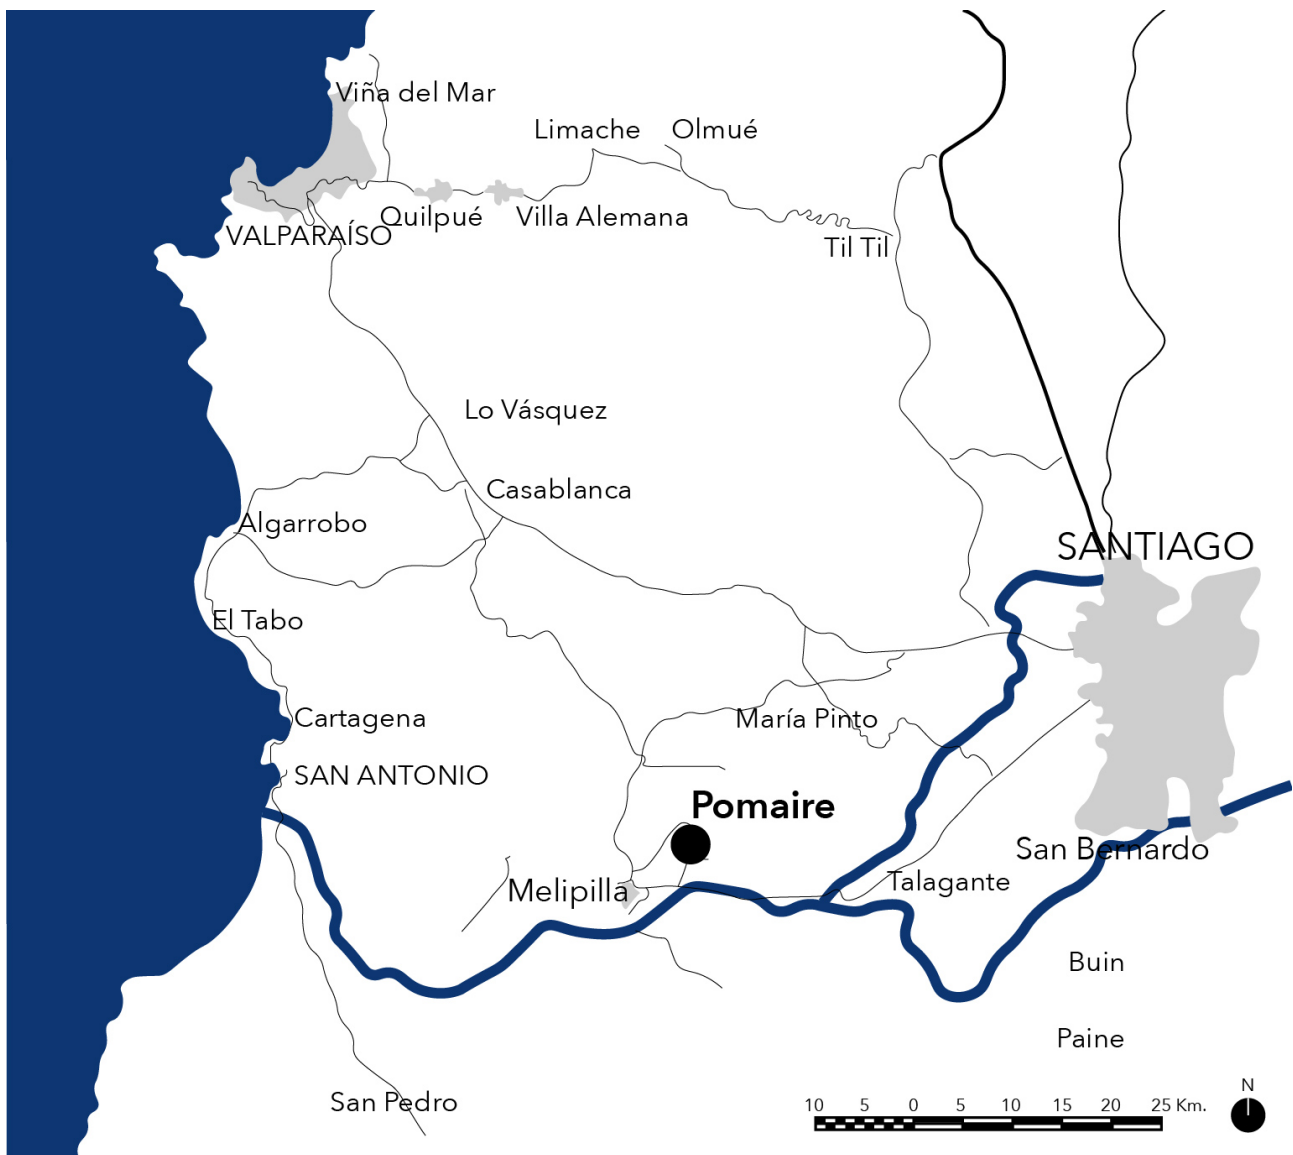 Viña del Mar
Limache
Olmué
Quilpué
Villa Alemana
VALPARAÍSO
Til Til
Lo Vásquez
Casablanca
Algarrobo
SANTIAGO
El Tabo
Cartagena
María Pinto
SAN ANTONIO
Pomaire
San Bernardo
Talagante
Melipilla
Buin
Paine
San Pedro
N
10 5 0 5 10 15 20 25 Km.